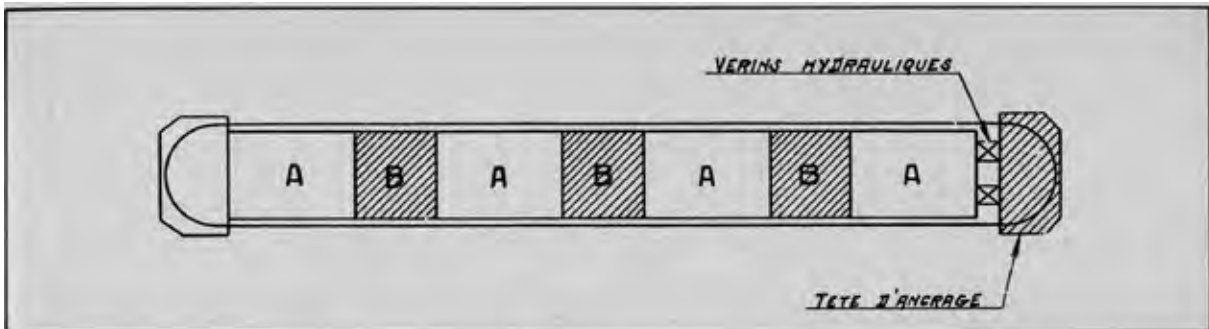 VERINS HYDRAULIQUES
A B A B A B A
TETE D'ANCRAGE